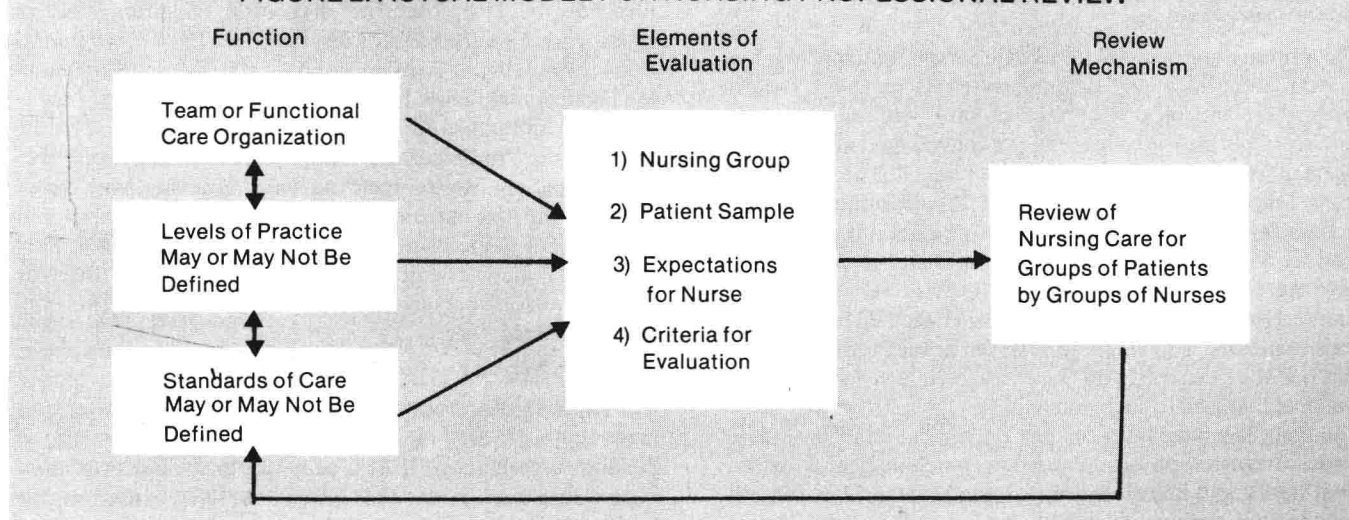 Function
Elements of
Evaluation
Review
Mechanism
Team or Functional
Care Organization
Levels of Practice
May or May Not Be
Defined
Standards of Care
May or May Not Be
Defined
1) Nursing Group
2) Patient Sample
3) Expectations
for Nurse
4) Criteria for
Evaluation
Review of
Nursing Care for
Groups of Patients
by Groups of Nurses